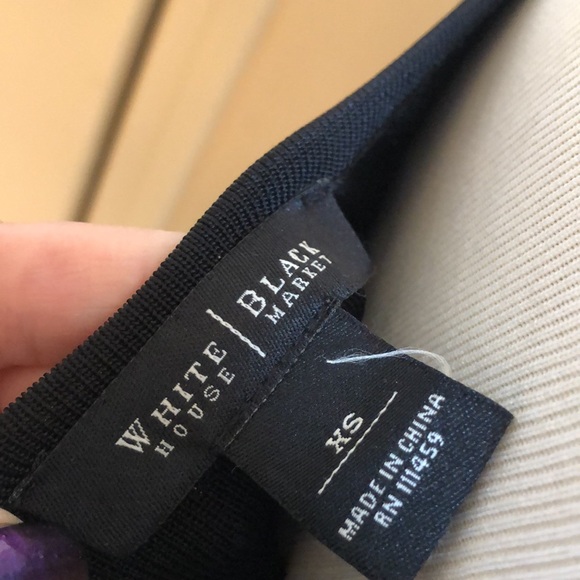 WHITE
HOUSE
BLACK
MARKET
XS
MADE IN CHINA
RN 111459